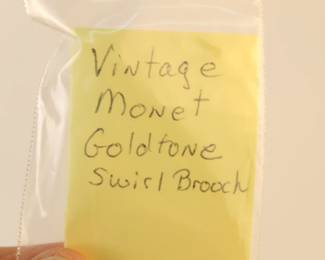 Vintage
Monet
Goldtone
Swirl Brooch